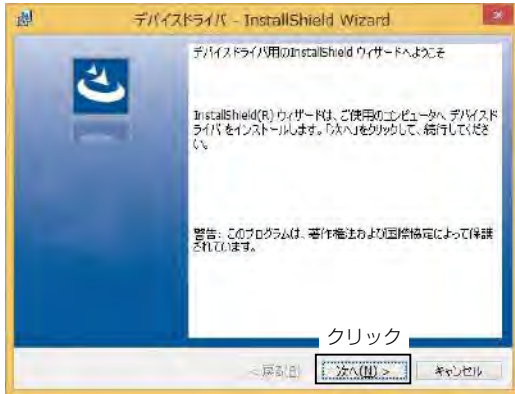 デバイスドライバ - InstallShield Wizard
デバイスドライバ用のInstallShield ウィザードへようこそ
InstallShield(R) ウィザードは、ご使用のコンピュータへ デバイスド
ライバ をインストールします。「次へ」をクリックして、続行してくださ
い。
警告: このプログラムは、著作権法および国際協定によって保護
されています。
クリック
< 戻る(B)
次へ(N) >
キャンセル